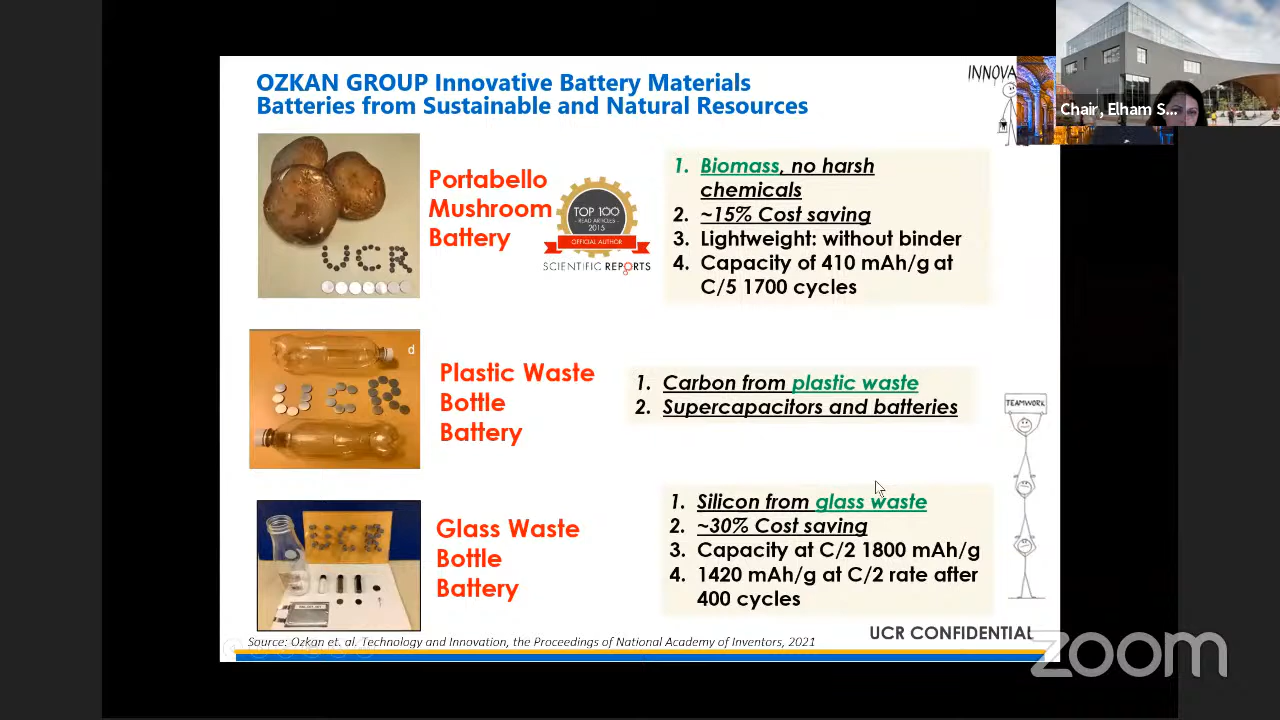 OZKAN GROUP Innovative Battery Materials
Batteries from Sustainable and Natural Resources
Chair, Elham S...
Portabello
Mushroom
Battery
UCR
TOP 100
READ ARTICLES
2015
OFFICIAL AUTHOR
SCIENTIFIC REPORTS
1. Biomass, no harsh
chemicals
2. ~15% Cost saving
3. Lightweight: without binder
4. Capacity of 410 mAh/g at
C/5 1700 cycles
d
UCR
Plastic Waste
Bottle
Battery
1. Carbon from plastic waste
2. Supercapacitors and batteries
TEAMWORK
UCR
Glass Waste
Bottle
Battery
1. Silicon from glass waste
2. ~30% Cost saving
3. Capacity at C/2 1800 mAh/g
4. 1420 mAh/g at C/2 rate after
400 cycles
Source: Ozkan et. al. Technology and Innovation, the Proceedings of National Academy of Inventors, 2021
UCR CONFIDENTIAL
zoom